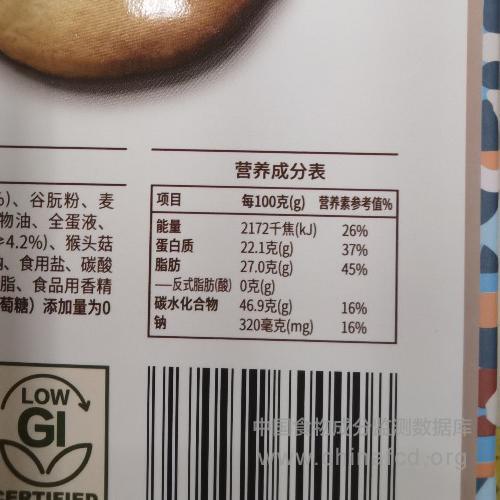 )、谷朊粉、麦
物油、全蛋液、
≥4.2%)、猴头菇
、食用盐、碳酸
脂、食品用香精
葡糖）添加量为0
营养成分表
项目 每100克(g) 营养素参考值%
能量 2172千焦(kJ) 26%
蛋白质 22.1克(g) 37%
脂肪 27.0克(g) 45%
——反式脂肪(酸) 0克(g)
碳水化合物 46.9克(g) 16%
钠 320毫克(mg) 16%
LOW
GI
CERTIFIED
中国食物成分监测数据库
www.chinafcd.org